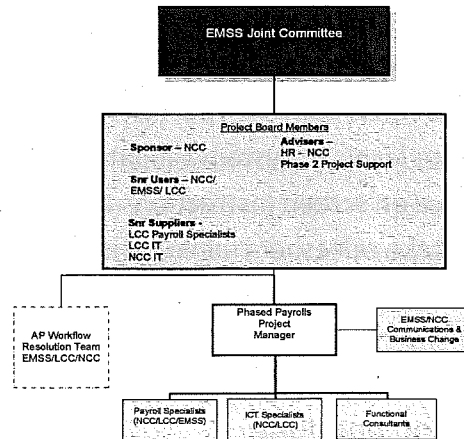 EMSS Joint Committee
Project Board Members
Sponsor – NCC
Snr Users – NCC/
EMSS/ LCC
Snr Suppliers -
LCC Payroll Specialists
LCC IT
NCC IT
Advisers –
HR – NCC
Phase 2 Project Support
AP Workflow
Resolution Team
EMSS/LCC/NCC
Phased Payrolls
Project
Manager
EMSS/NCC
Communications &
Business Change
Payroll Specialists
(NCC/LCC/EMSS)
ICT Specialists
(NCC/LCC)
Functional
Consultants